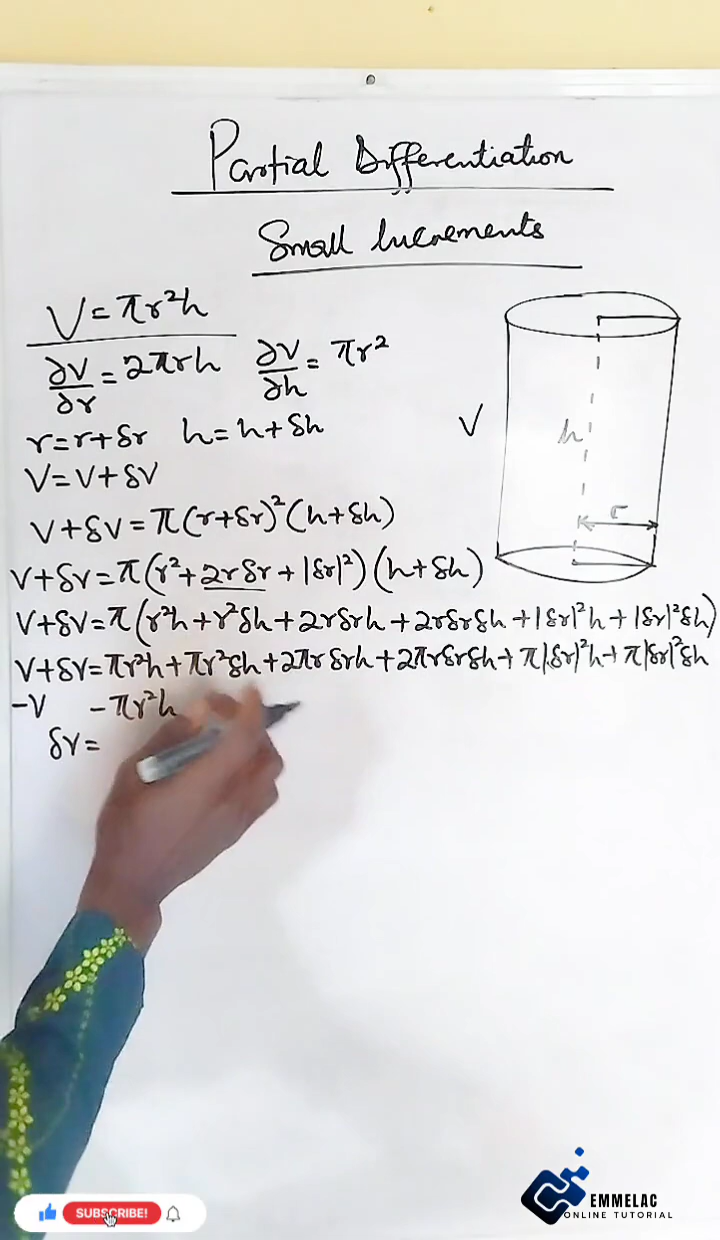 Partial Differentiation
Small Increments
V = πr²h
∂V/∂r = 2πrh   ∂V/∂h = πr²
r = r + δr   h = h + δh
V = V + δV
V + δV = π(r + δr)²(h + δh)
V + δV = π(r² + 2rδr + |δr|²)(h + δh)
V + δV = π(r²h + r²δh + 2rδrh + 2rδrδh + |δr|²h + |δr|²δh)
V + δV = πr²h + πr²δh + 2πrδrh + 2πrδrδh + π|δr|²h + π|δr|²δh
-V   -πr²h
δV =
V
h
r
SUBSCRIBE!
EMMELAC
ONLINE TUTORIAL